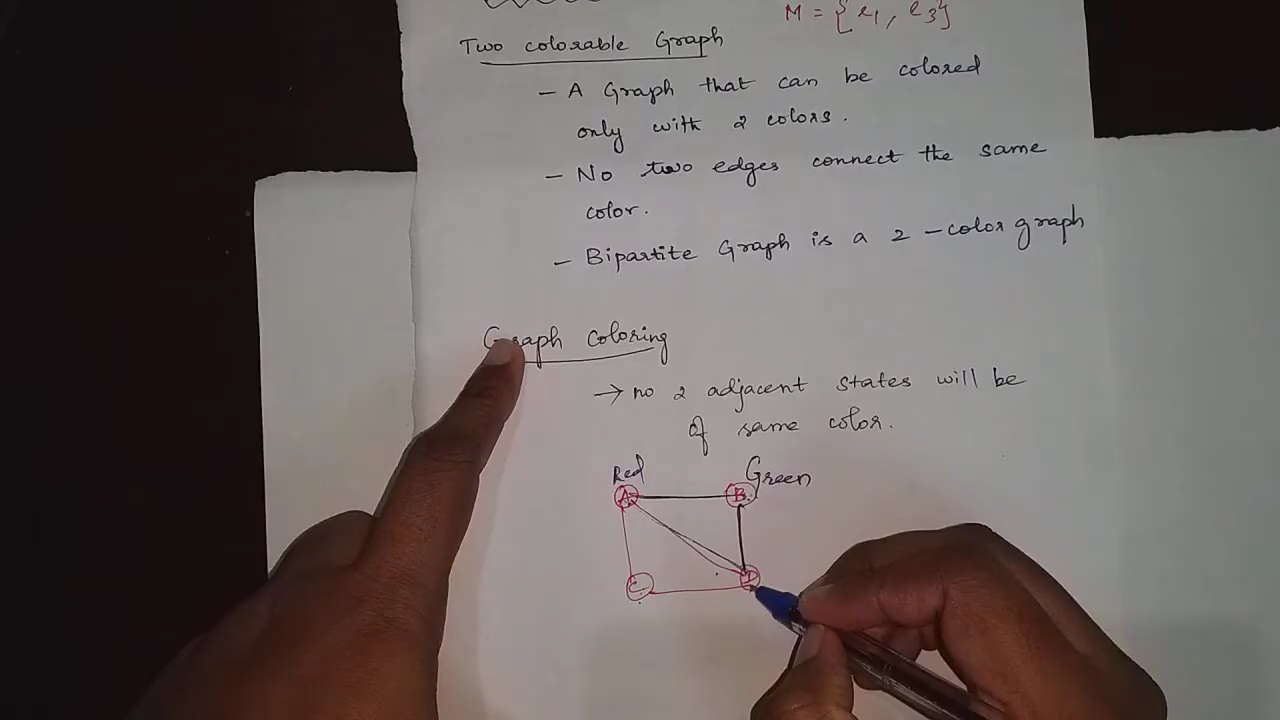 M = {e1, e3}
Two colorable Graph
- A Graph that can be colored
only with 2 colors.
- No two edges connect the same
color.
- Bipartite Graph is a 2-color graph
Graph Coloring
→ no 2 adjacent states will be
of same color.
Red Green
A B
C D